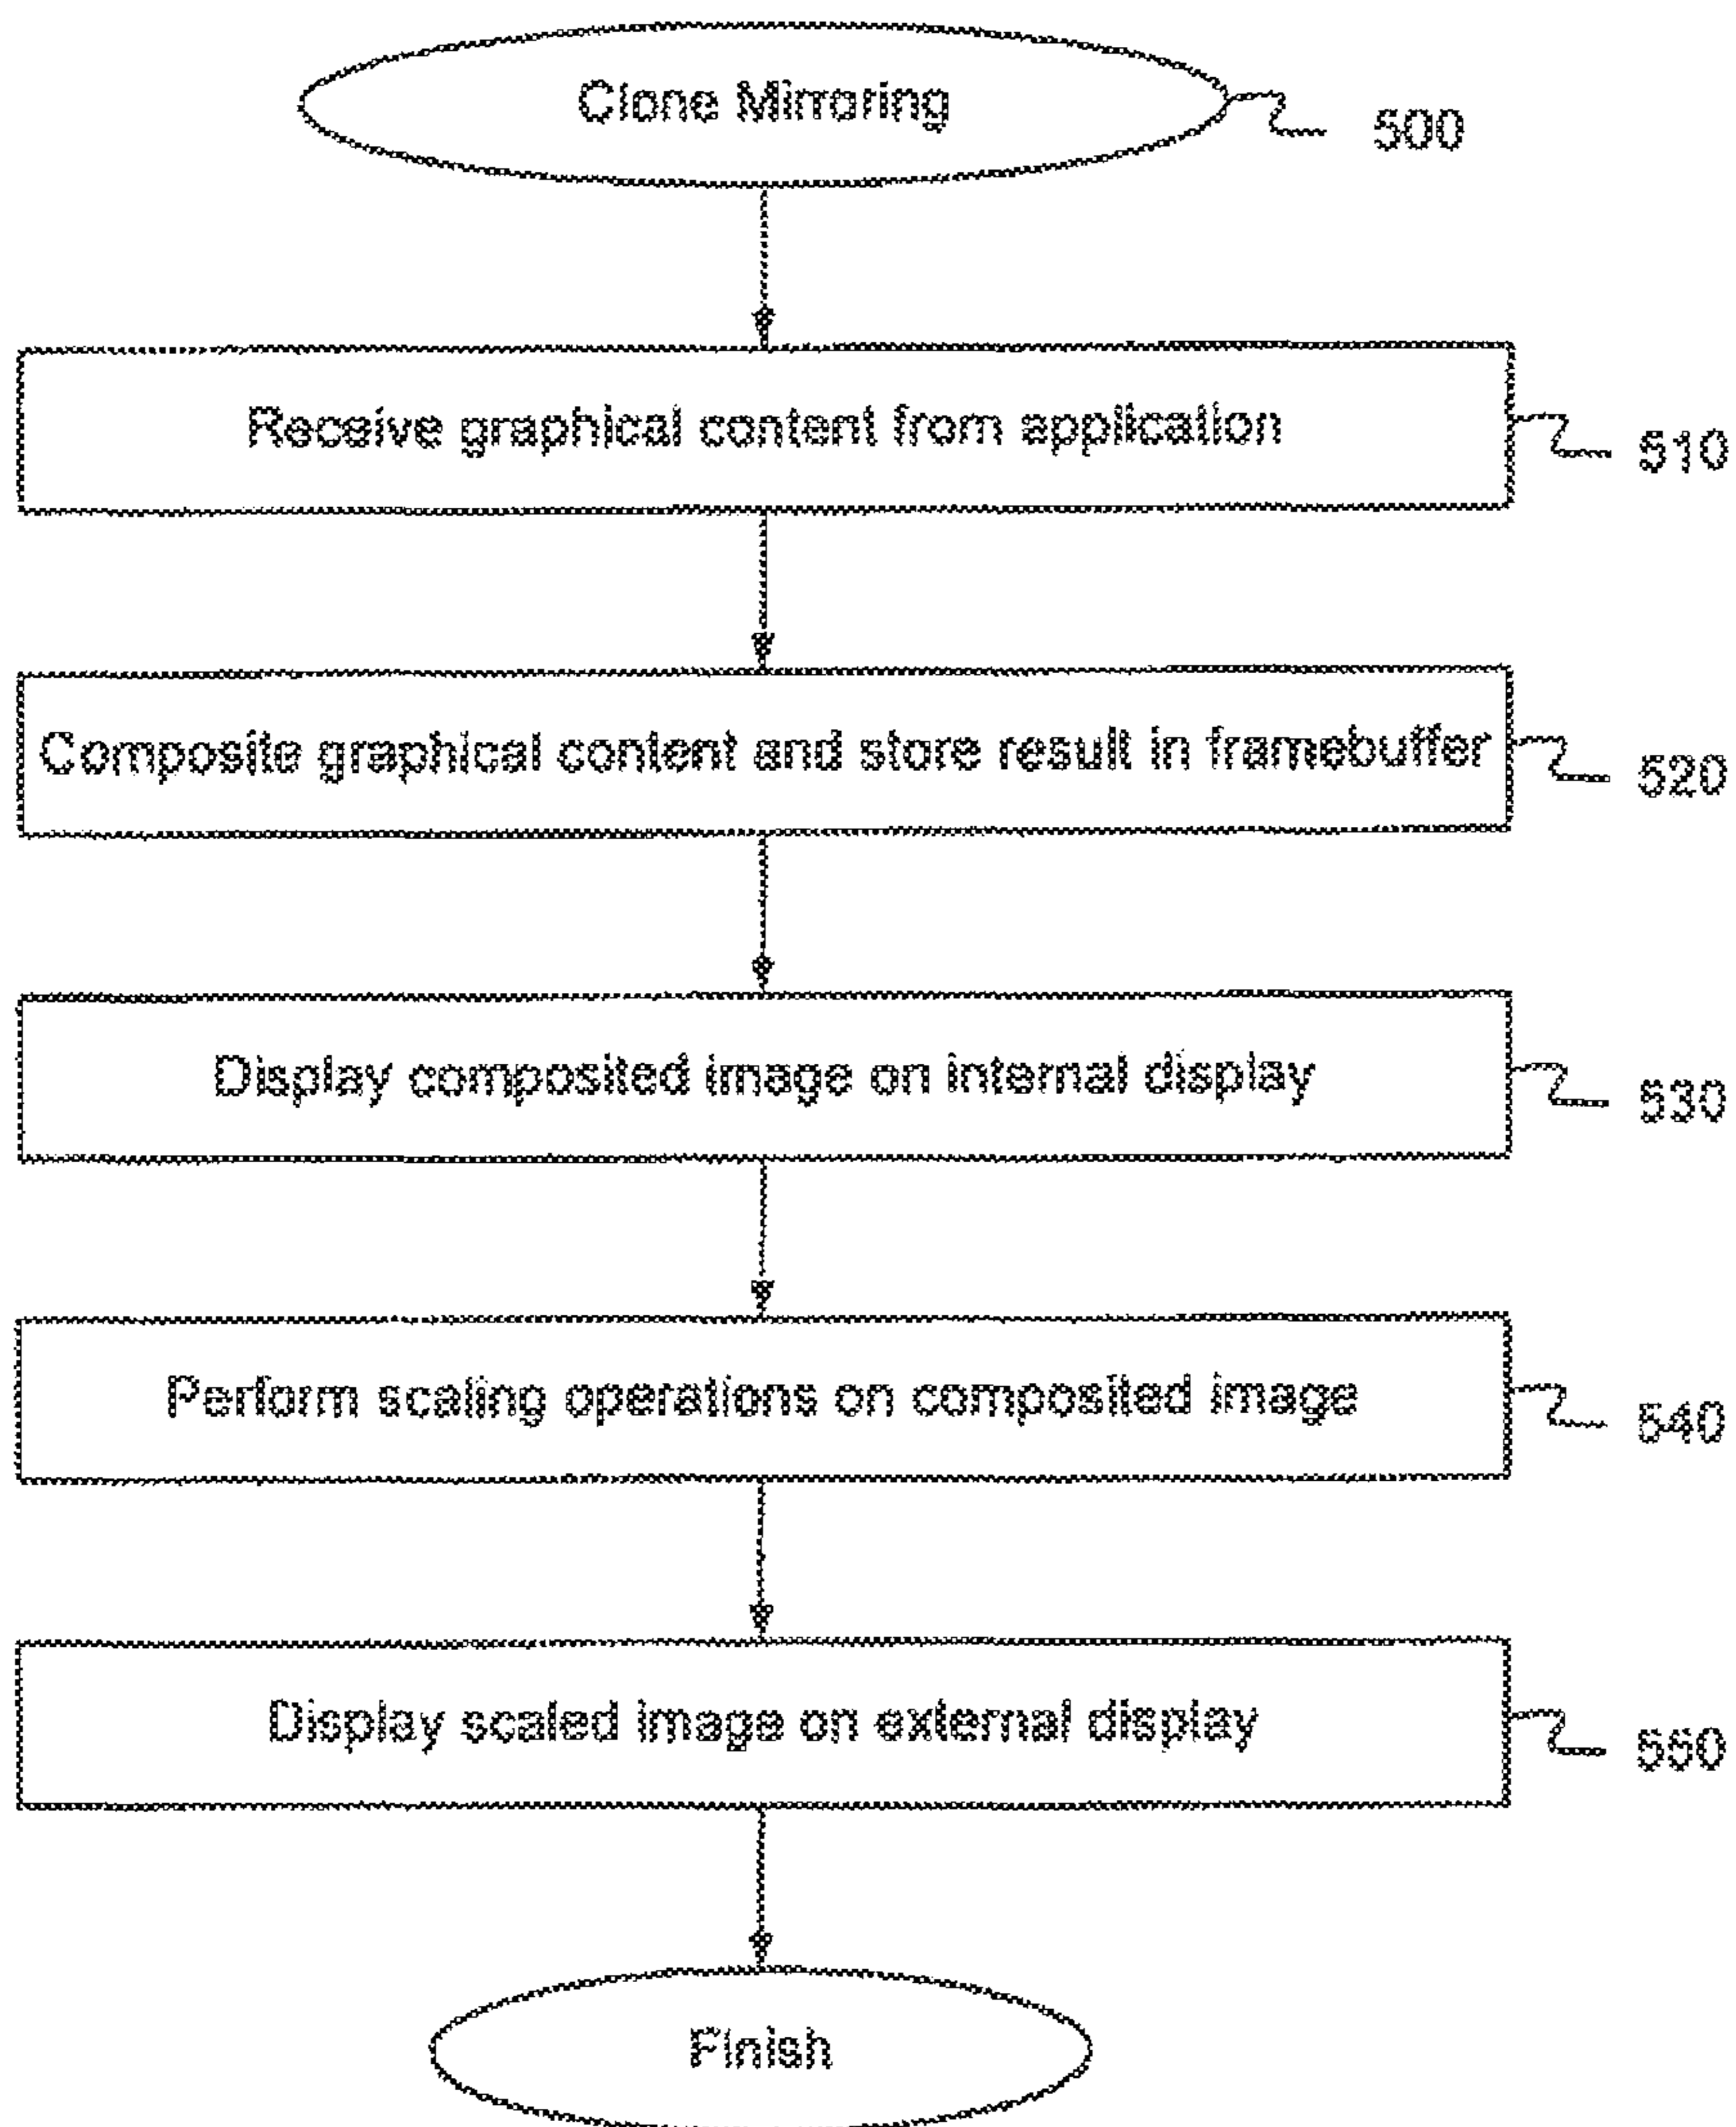 Clone Mirroring
500
Receive graphical content from application
510
Composite graphical content and store result in framebuffer
520
Display composited image on internal display
530
Perform scaling operations on composited image
540
Display scaled image on external display
550
Finish